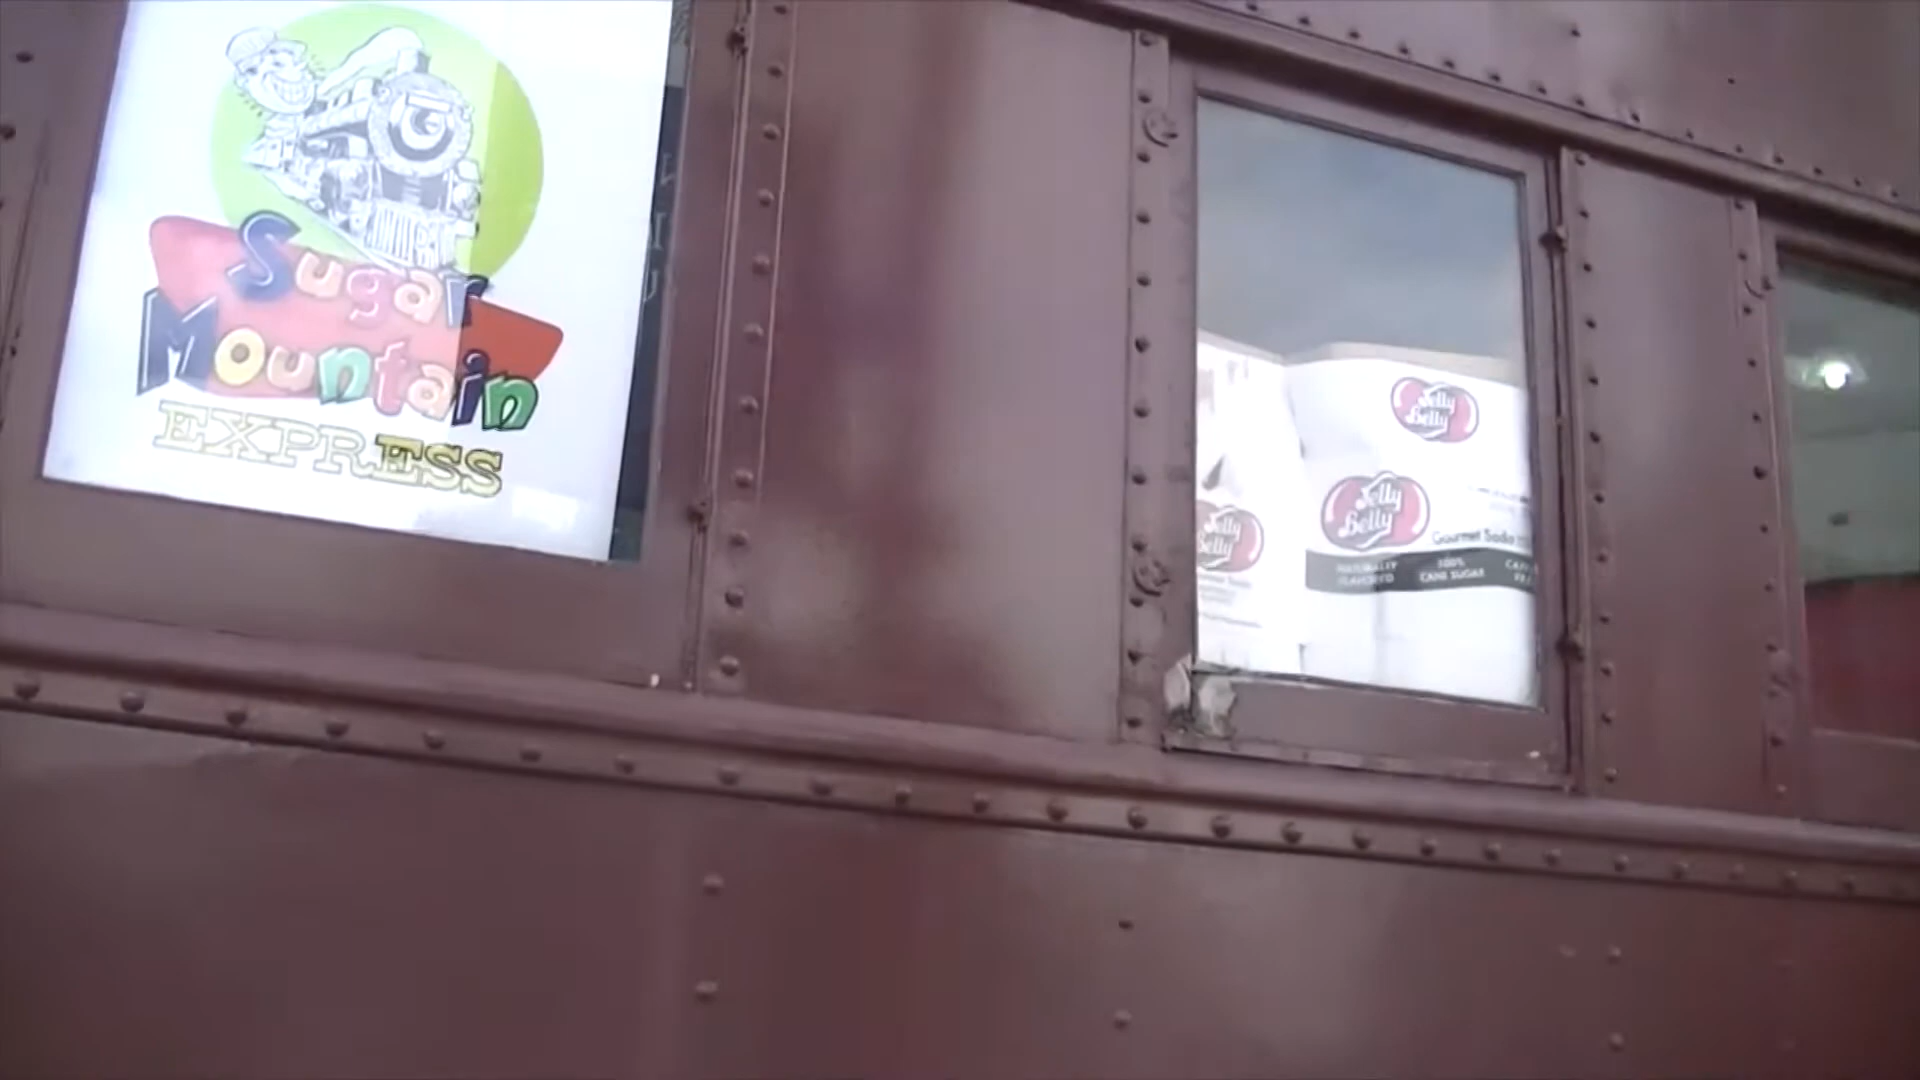 Sugar
Mountain
EXPRESS
Jelly
Belly
Jelly
Belly
Gourmet Soda
NATURALLY FLAVORED
100% CANE SUGAR
Jelly
Belly